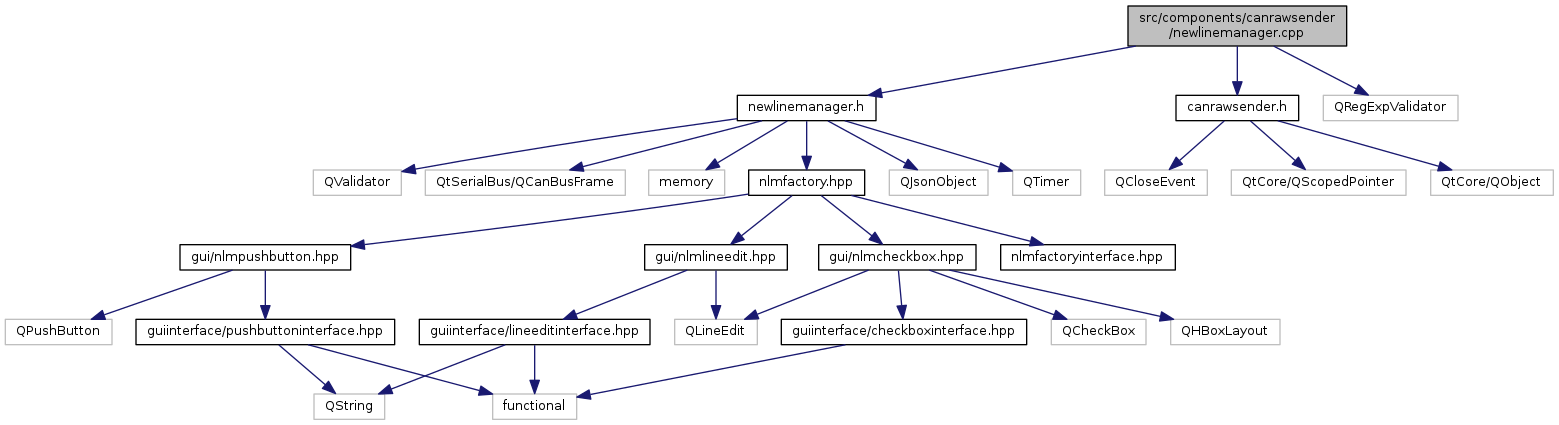 src/components/canrawsender
/newlinemanager.cpp
newlinemanager.h
canrawsender.h
QRegExpValidator
QValidator
QtSerialBus/QCanBusFrame
memory
nlmfactory.hpp
QJsonObject
QTimer
QCloseEvent
QtCore/QScopedPointer
QtCore/QObject
gui/nlmpushbutton.hpp
gui/nlmlineedit.hpp
gui/nlmcheckbox.hpp
nlmfactoryinterface.hpp
QPushButton
guiinterface/pushbuttoninterface.hpp
guiinterface/lineeditinterface.hpp
QLineEdit
guiinterface/checkboxinterface.hpp
QCheckBox
QHBoxLayout
QString
functional